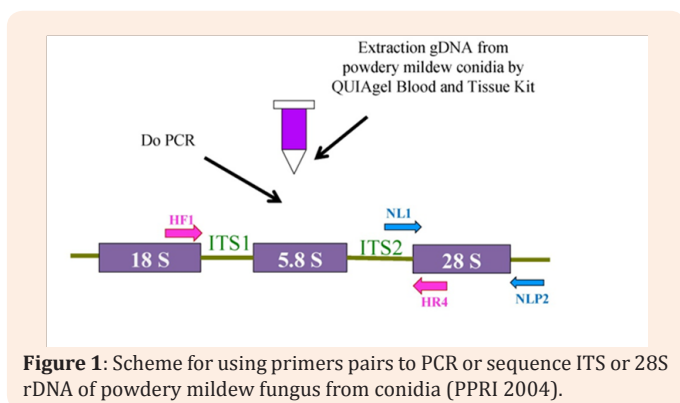 Extraction gDNA from
powdery mildew conidia by
QUIAgel Blood and Tissue Kit
Do PCR
HF1
NL1
ITS1
ITS2
18 S
5.8 S
28 S
HR4
NLP2
Figure 1: Scheme for using primers pairs to PCR or sequence ITS or 28S
rDNA of powdery mildew fungus from conidia (PPRI 2004).